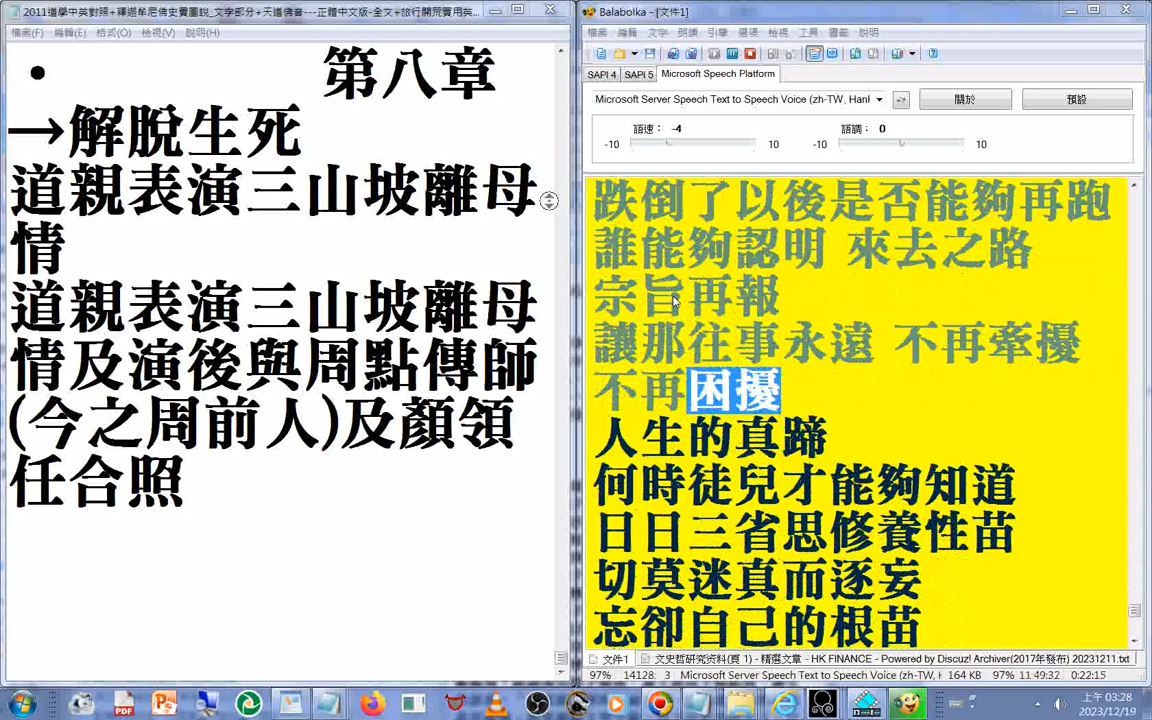 2011道學中英對照+釋迦牟尼佛史實圖說_文字部分+天道佛音---正體中文版-全文+旅行開荒實用英...
檔案(F) 編輯(E) 格式(O) 檢視(V) 說明(H)
• 第八章
→解脫生死
道親表演三山坡離母
情
道親表演三山坡離母
情及演後與周點傳師
(今之周前人)及顏領
任合照
Balabolka - [文件1]
檔案 編輯 文字 朗讀 引擎 選項 檢視 工具 書籤 說明
SAPI 4 SAPI 5 Microsoft Speech Platform
Microsoft Server Speech Text to Speech Voice (zh-TW, Hanl
關於 預設
語速： -4 語調： 0
-10 10 -10 10
跌倒了以後是否能夠再跑
誰能夠認明 來去之路
宗旨再報
讓那往事永遠 不再牽擾
不再困擾
人生的真蹄
何時徒兒才能夠知道
日日三省思修養性苗
切莫迷真而逐妄
忘卻自己的根苗
文件1 文史哲研究资料(頁 1) - 精選文章 - HK FINANCE - Powered by Discuz! Archiver(2017年發布) 20231211.txt
97% 14128: 3 Microsoft Server Speech Text to Speech Voice (zh-TW, H 164 KB 97% 11:49:32 0:22:15
上午 03:28
2023/12/19